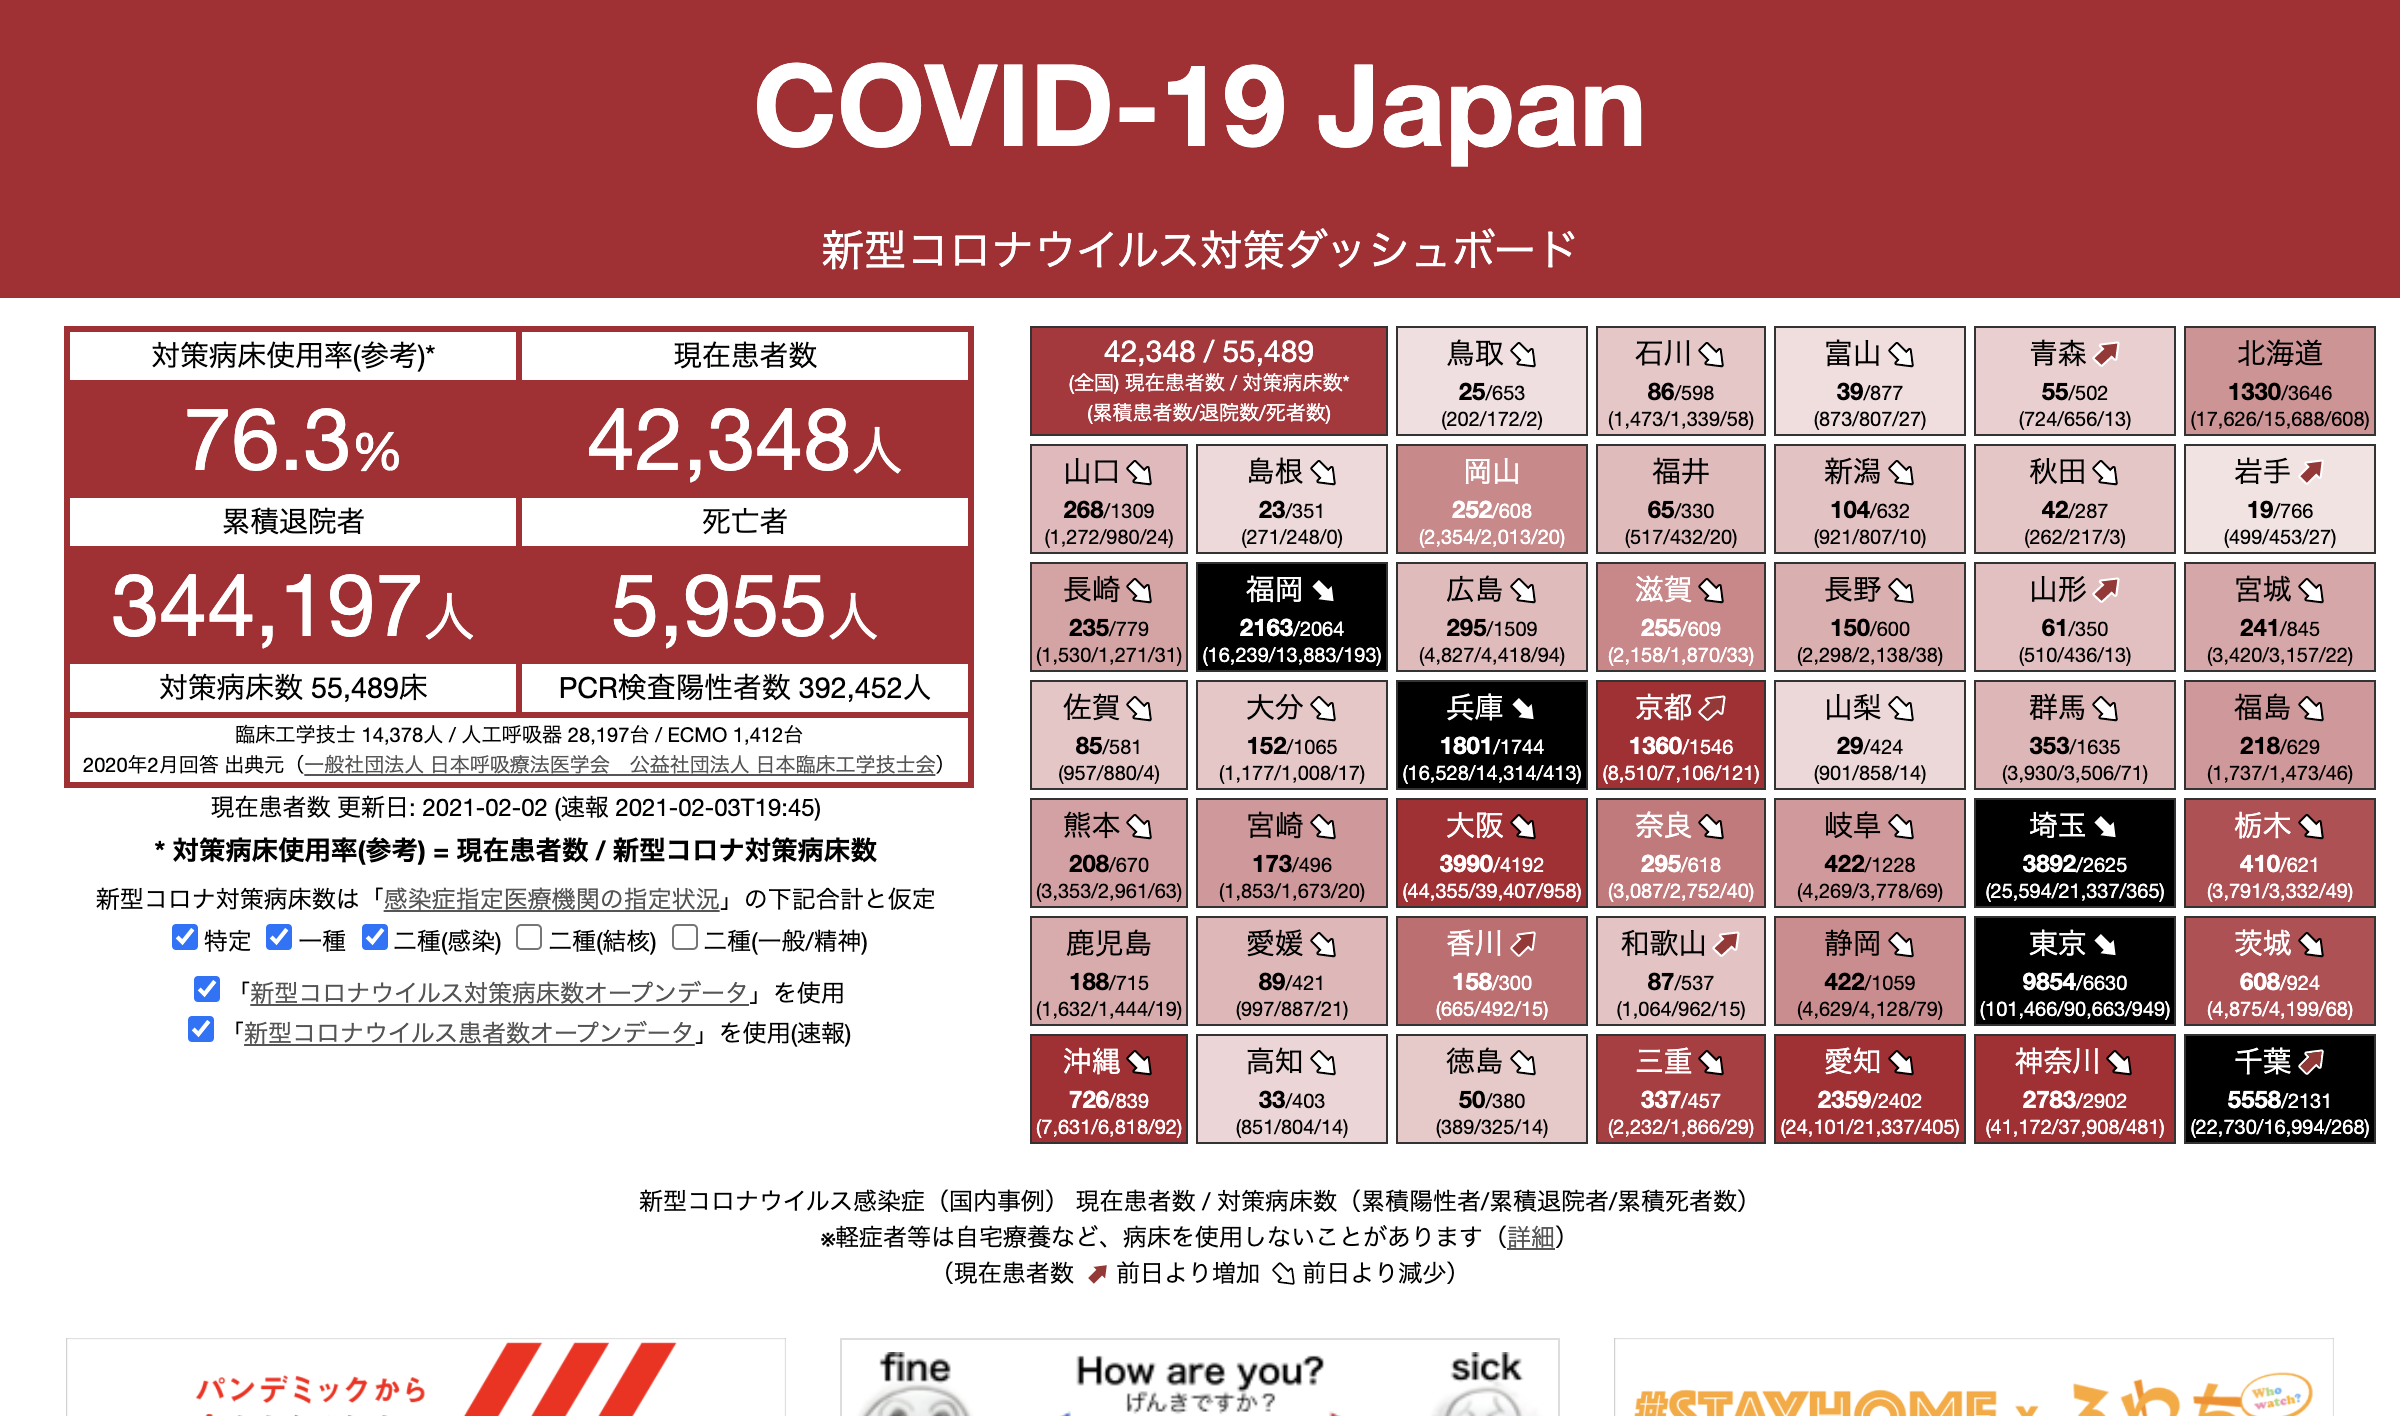 COVID-19 Japan
新型コロナウイルス対策ダッシュボード
対策病床使用率(参考)*
現在患者数
76.3%
42,348人
累積退院者
死亡者
344,197人
5,955人
対策病床数 55,489床
PCR検査陽性者数 392,452人
臨床工学技士 14,378人 / 人工呼吸器 28,197台 / ECMO 1,412台
2020年2月回答 出典元（一般社団法人 日本呼吸療法医学会　公益社団法人 日本臨床工学技士会）
現在患者数 更新日: 2021-02-02 (速報 2021-02-03T19:45)
* 対策病床使用率(参考) = 現在患者数 / 新型コロナ対策病床数
新型コロナ対策病床数は「感染症指定医療機関の指定状況」の下記合計と仮定
特定 一種 二種(感染) 二種(結核) 二種(一般/精神)
「新型コロナウイルス対策病床数オープンデータ」を使用
「新型コロナウイルス患者数オープンデータ」を使用(速報)
42,348 / 55,489
(全国) 現在患者数 / 対策病床数*
(累積患者数/退院数/死者数)
鳥取
25/653
(202/172/2)
石川
86/598
(1,473/1,339/58)
富山
39/877
(873/807/27)
青森
55/502
(724/656/13)
北海道
1330/3646
(17,626/15,688/608)
山口
268/1309
(1,272/980/24)
島根
23/351
(271/248/0)
岡山
252/608
(2,354/2,013/20)
福井
65/330
(517/432/20)
新潟
104/632
(921/807/10)
秋田
42/287
(262/217/3)
岩手
19/766
(499/453/27)
長崎
235/779
(1,530/1,271/31)
福岡
2163/2064
(16,239/13,883/193)
広島
295/1509
(4,827/4,418/94)
滋賀
255/609
(2,158/1,870/33)
長野
150/600
(2,298/2,138/38)
山形
61/350
(510/436/13)
宮城
241/845
(3,420/3,157/22)
佐賀
85/581
(957/880/4)
大分
152/1065
(1,177/1,008/17)
兵庫
1801/1744
(16,528/14,314/413)
京都
1360/1546
(8,510/7,106/121)
山梨
29/424
(901/858/14)
群馬
353/1635
(3,930/3,506/71)
福島
218/629
(1,737/1,473/46)
熊本
208/670
(3,353/2,961/63)
宮崎
173/496
(1,853/1,673/20)
大阪
3990/4192
(44,355/39,407/958)
奈良
295/618
(3,087/2,752/40)
岐阜
422/1228
(4,269/3,778/69)
埼玉
3892/2625
(25,594/21,337/365)
栃木
410/621
(3,791/3,332/49)
鹿児島
188/715
(1,632/1,444/19)
愛媛
89/421
(997/887/21)
香川
158/300
(665/492/15)
和歌山
87/537
(1,064/962/15)
静岡
422/1059
(4,629/4,128/79)
東京
9854/6630
(101,466/90,663/949)
茨城
608/924
(4,875/4,199/68)
沖縄
726/839
(7,631/6,818/92)
高知
33/403
(851/804/14)
徳島
50/380
(389/325/14)
三重
337/457
(2,232/1,866/29)
愛知
2359/2402
(24,101/21,337/405)
神奈川
2783/2902
(41,172/37,908/481)
千葉
5558/2131
(22,730/16,994/268)
新型コロナウイルス感染症（国内事例） 現在患者数 / 対策病床数（累積陽性者/累積退院者/累積死者数）
※軽症者等は自宅療養など、病床を使用しないことがあります（詳細）
（現在患者数 前日より増加 前日より減少）
パンデミックから
fine
How are you?
げんきですか？
sick
#STAYHOME x
Who watch?